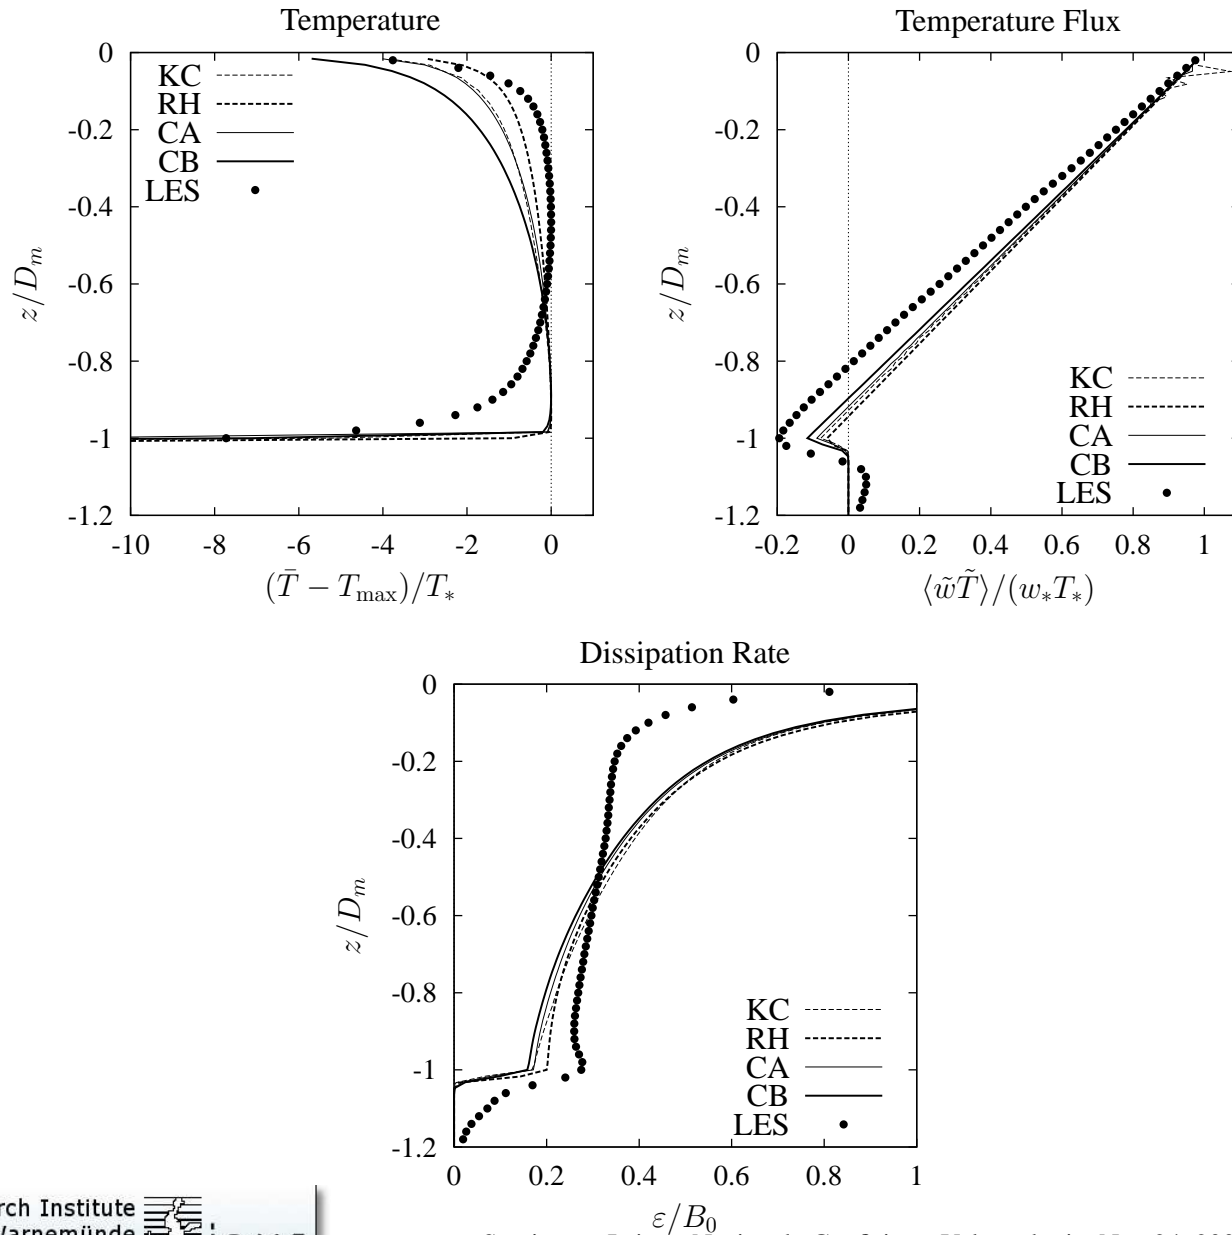 Temperature
0
-0.2
-0.4
-0.6
-0.8
-1
-1.2
z/D_m
KC
RH
CA
CB
LES
-10 -8 -6 -4 -2 0
(T̄ − T_max)/T_*
Temperature Flux
0
-0.2
-0.4
-0.6
-0.8
-1
-1.2
z/D_m
KC
RH
CA
CB
LES
-0.2 0 0.2 0.4 0.6 0.8 1
⟨w̃T̃⟩/(w_*T_*)
Dissipation Rate
0
-0.2
-0.4
-0.6
-0.8
-1
-1.2
z/D_m
KC
RH
CA
CB
LES
0 0.2 0.4 0.6 0.8 1
ε/B_0
rch Institute